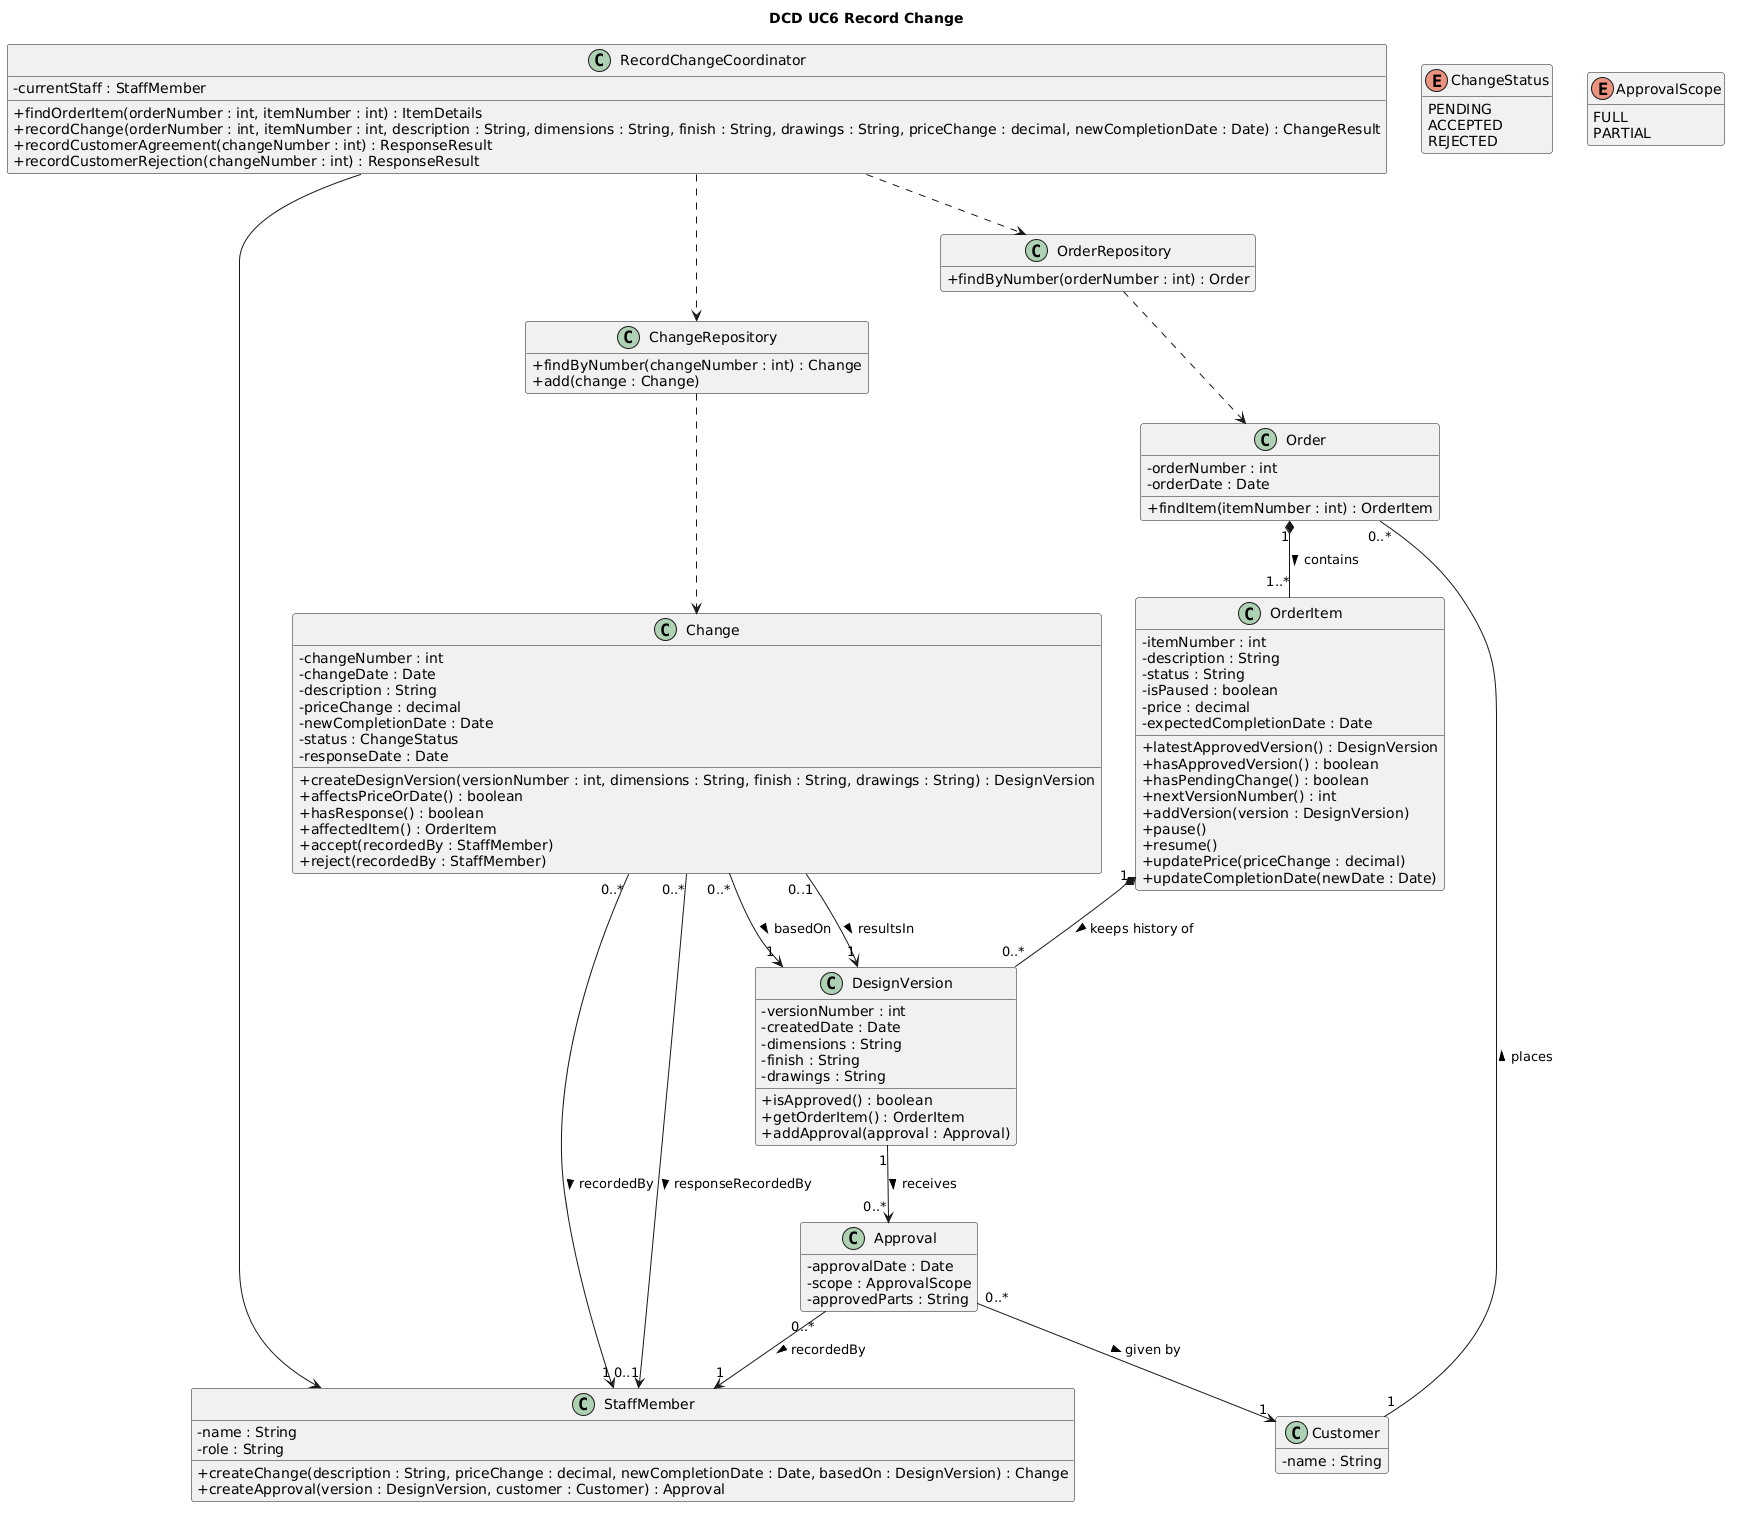 DCD UC6 Record Change
C RecordChangeCoordinator
-currentStaff : StaffMember
+findOrderItem(orderNumber : int, itemNumber : int) : ItemDetails
+recordChange(orderNumber : int, itemNumber : int, description : String, dimensions : String, finish : String, drawings : String, priceChange : decimal, newCompletionDate : Date) : ChangeResult
+recordCustomerAgreement(changeNumber : int) : ResponseResult
+recordCustomerRejection(changeNumber : int) : ResponseResult
E ChangeStatus
PENDING
ACCEPTED
REJECTED
E ApprovalScope
FULL
PARTIAL
C OrderRepository
+findByNumber(orderNumber : int) : Order
C ChangeRepository
+findByNumber(changeNumber : int) : Change
+add(change : Change)
C Order
-orderNumber : int
-orderDate : Date
+findItem(itemNumber : int) : OrderItem
1
0..*
contains
1..*
C Change
-changeNumber : int
-changeDate : Date
-description : String
-priceChange : decimal
-newCompletionDate : Date
-status : ChangeStatus
-responseDate : Date
+createDesignVersion(versionNumber : int, dimensions : String, finish : String, drawings : String) : DesignVersion
+affectsPriceOrDate() : boolean
+hasResponse() : boolean
+affectedItem() : OrderItem
+accept(recordedBy : StaffMember)
+reject(recordedBy : StaffMember)
C OrderItem
-itemNumber : int
-description : String
-status : String
-isPaused : boolean
-price : decimal
-expectedCompletionDate : Date
+latestApprovedVersion() : DesignVersion
+hasApprovedVersion() : boolean
+hasPendingChange() : boolean
+nextVersionNumber() : int
+addVersion(version : DesignVersion)
+pause()
+resume()
+updatePrice(priceChange : decimal)
+updateCompletionDate(newDate : Date)
1
0..*
0..*
0..*
0..1
basedOn
resultsIn
keeps history of
1
1
0..*
C DesignVersion
-versionNumber : int
-createdDate : Date
-dimensions : String
-finish : String
-drawings : String
+isApproved() : boolean
+getOrderItem() : OrderItem
+addApproval(approval : Approval)
places
1
recordedBy
responseRecordedBy
receives
0..*
C Approval
-approvalDate : Date
-scope : ApprovalScope
-approvedParts : String
0..*
0..*
recordedBy
given by
1
0..1
1
1
1
C StaffMember
-name : String
-role : String
+createChange(description : String, priceChange : decimal, newCompletionDate : Date, basedOn : DesignVersion) : Change
+createApproval(version : DesignVersion, customer : Customer) : Approval
C Customer
-name : String